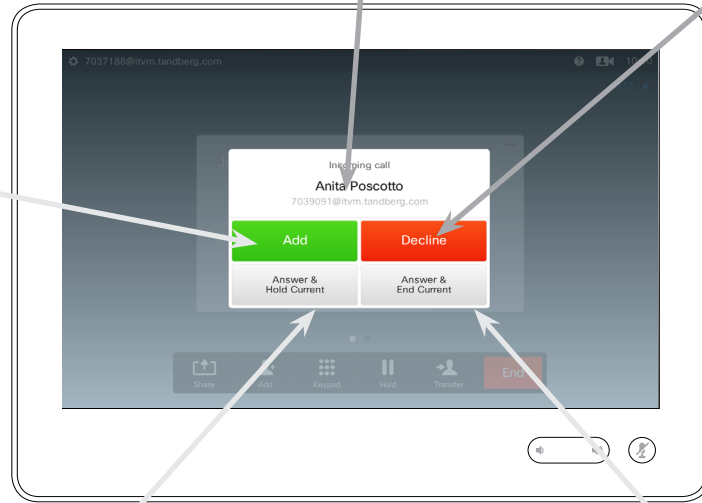 7037188@itvm.tandberg.com
Incoming call
Anita Poscotto
7039091@itvm.tandberg.com
Add
Decline
Answer &
Hold Current
Answer &
End Current
Share
Add
Keypad
Hold
Transfer
End